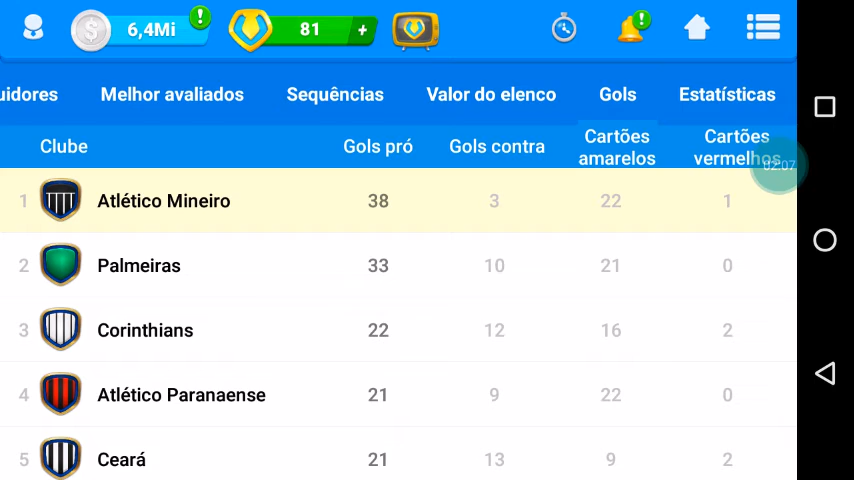 6,4Mi 81 +
uidores Melhor avaliados Sequências Valor do elenco Gols Estatísticas
Clube Gols pró Gols contra Cartões amarelos Cartões vermelhos
02:07
1 Atlético Mineiro 38 3 22 1
2 Palmeiras 33 10 21 0
3 Corinthians 22 12 16 2
4 Atlético Paranaense 21 9 22 0
5 Ceará 21 13 9 2